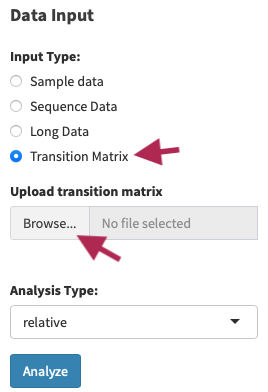 Data Input
Input Type:
Sample data
Sequence Data
Long Data
Transition Matrix
Upload transition matrix
Browse... No file selected
Analysis Type:
relative
Analyze